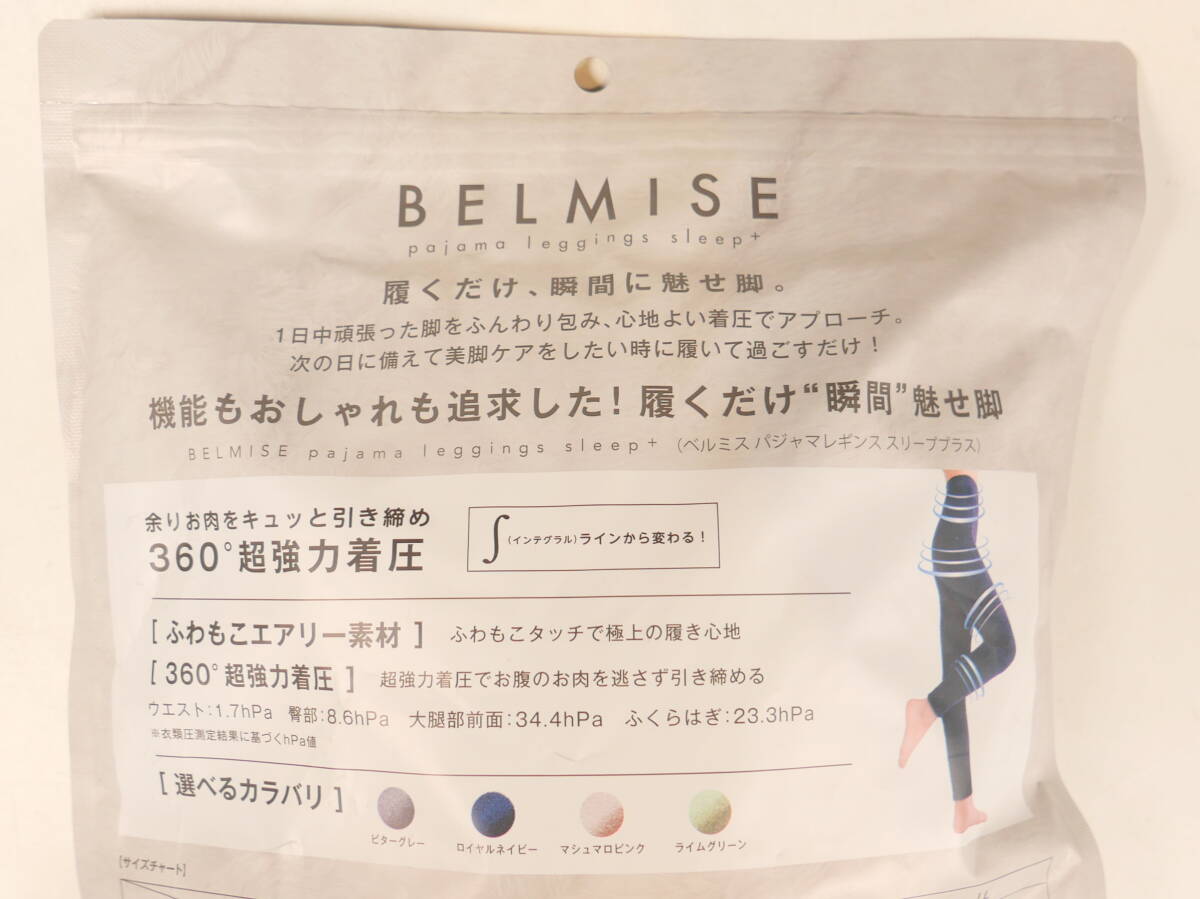 BELMISE
pajama leggings sleep+
履くだけ、瞬間に魅せ脚。
1日中頑張った脚をふんわり包み、心地よい着圧でアプローチ。
次の日に備えて美脚ケアをしたい時に履いて過ごすだけ！
機能もおしゃれも追求した！履くだけ“瞬間”魅せ脚
BELMISE pajama leggings sleep+ （ベルミス パジャマレギンス スリーププラス）
余りお肉をキュッと引き締め
360°超強力着圧
∫（インテグラル）ラインから変わる！
[ ふわもこエアリー素材 ] ふわもこタッチで極上の履き心地
[ 360°超強力着圧 ] 超強力着圧でお腹のお肉を逃さず引き締める
ウエスト：1.7hPa 臀部：8.6hPa 大腿部前面：34.4hPa ふくらはぎ：23.3hPa
※衣類圧測定結果に基づくhPa値
[ 選べるカラバリ ]
ビターグレー ロイヤルネイビー マシュマロピンク ライムグリーン
[サイズチャート]